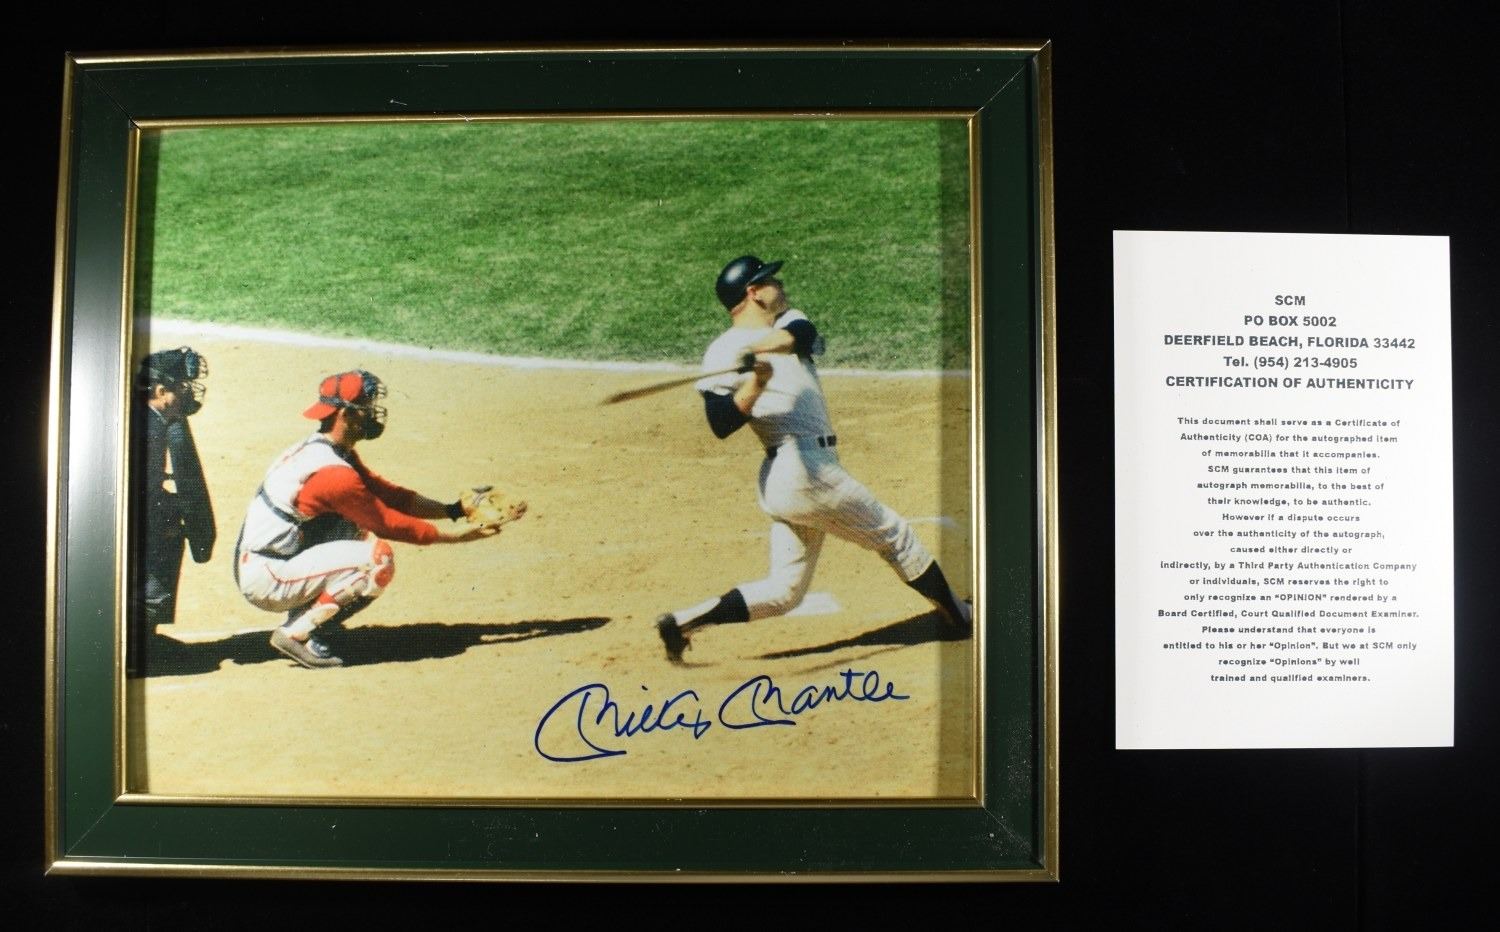 Mickey Mantle
SCM
PO BOX 5002
DEERFIELD BEACH, FLORIDA 33442
Tel. (954) 213-4905
CERTIFICATION OF AUTHENTICITY
This document shall serve as a Certificate of
Authenticity (COA) for the autographed item
of memorabilia that it accompanies.
SCM guarantees that this item of
autograph memorabilia, to the best of
their knowledge, to be authentic.
However if a dispute occurs
over the authenticity of the autograph,
caused either directly or
indirectly, by a Third Party Authentication Company
or individuals, SCM reserves the right to
only recognize an "OPINION" rendered by a
Board Certified, Court Qualified Document Examiner.
Please understand that everyone is
entitled to his or her "Opinion". But we at SCM only
recognize "Opinions" by well
trained and qualified examiners.